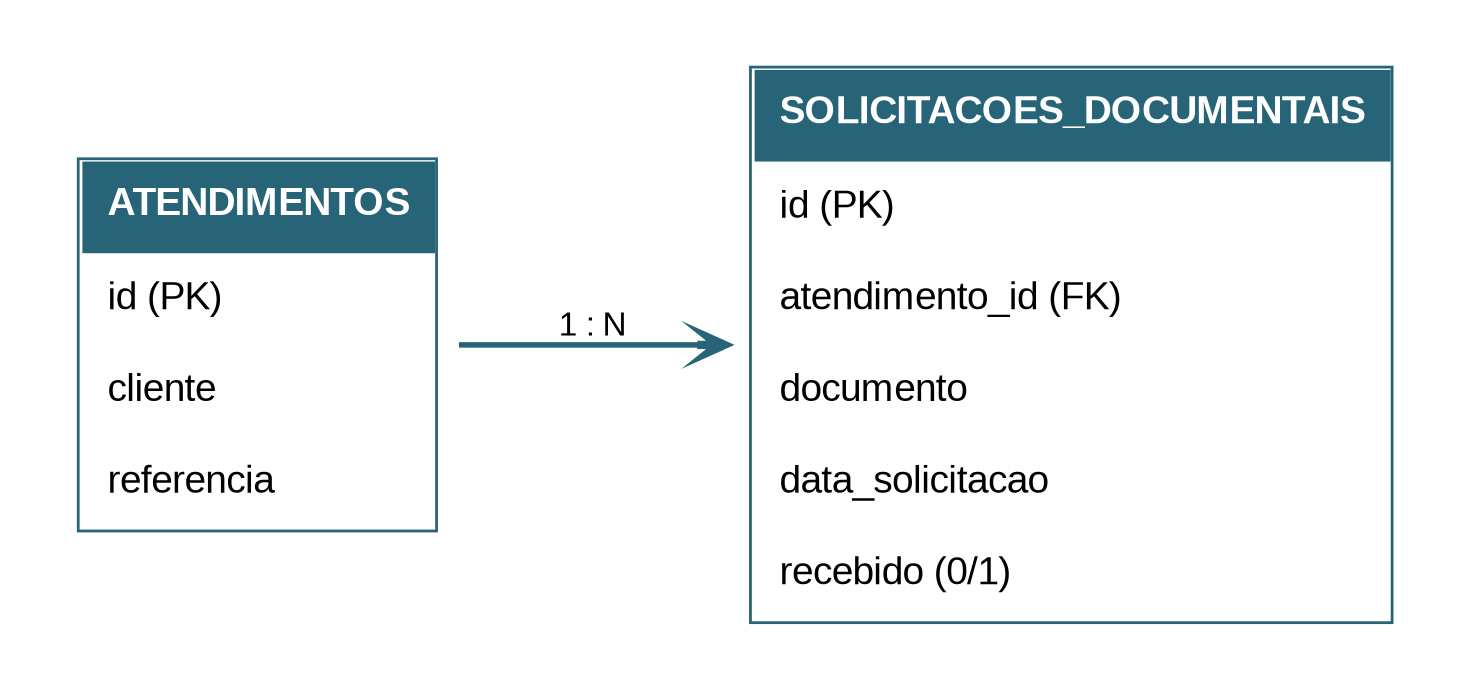 ATENDIMENTOS
id (PK)
cliente
referencia
1 : N
SOLICITACOES_DOCUMENTAIS
id (PK)
atendimento_id (FK)
documento
data_solicitacao
recebido (0/1)